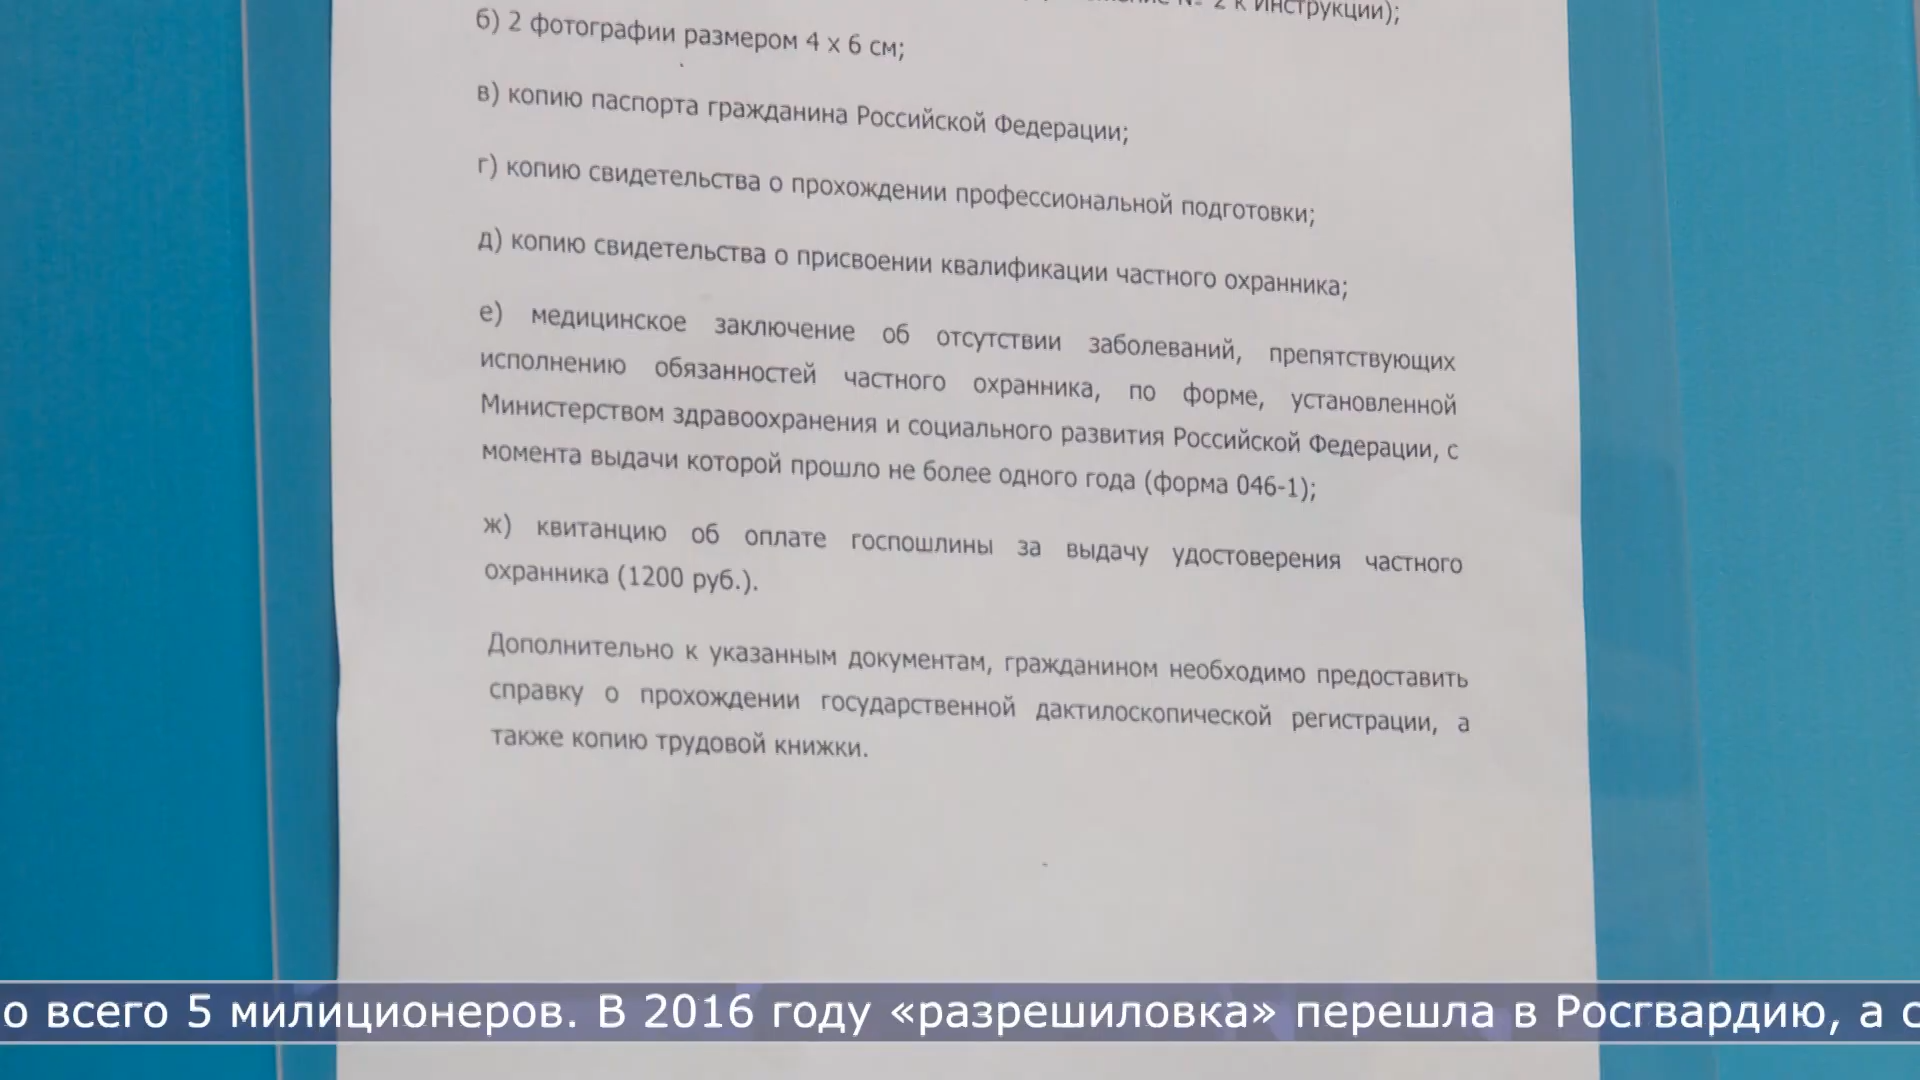 2 к Инструкции);
б) 2 фотографии размером 4 х 6 см;
в) копию паспорта гражданина Российской Федерации;
г) копию свидетельства о прохождении профессиональной подготовки;
д) копию свидетельства о присвоении квалификации частного охранника;
е) медицинское заключение об отсутствии заболеваний, препятствующих
исполнению обязанностей частного охранника, по форме, установленной
Министерством здравоохранения и социального развития Российской Федерации, с
момента выдачи которой прошло не более одного года (форма 046-1);
ж) квитанцию об оплате госпошлины за выдачу удостоверения частного
охранника (1200 руб.).
Дополнительно к указанным документам, гражданином необходимо предоставить
справку о прохождении государственной дактилоскопической регистрации, а
также копию трудовой книжки.
о всего 5 милиционеров. В 2016 году «разрешиловка» перешла в Росгвардию, а с